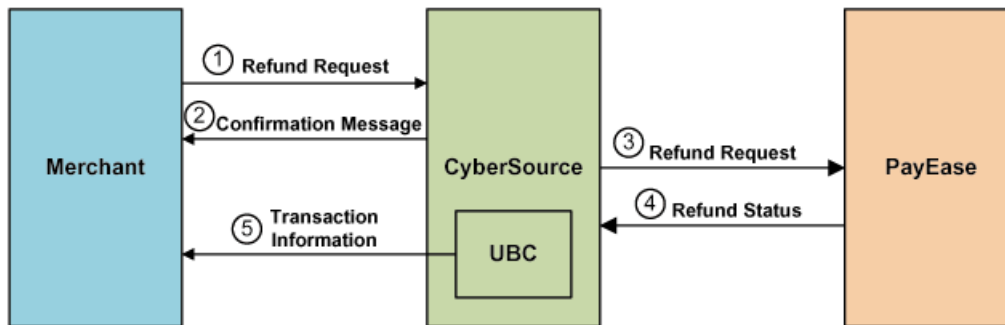 1 Refund Request
2 Confirmation Message
Merchant
CyberSource
3 Refund Request
PayEase
4 Refund Status
5 Transaction
Information
UBC